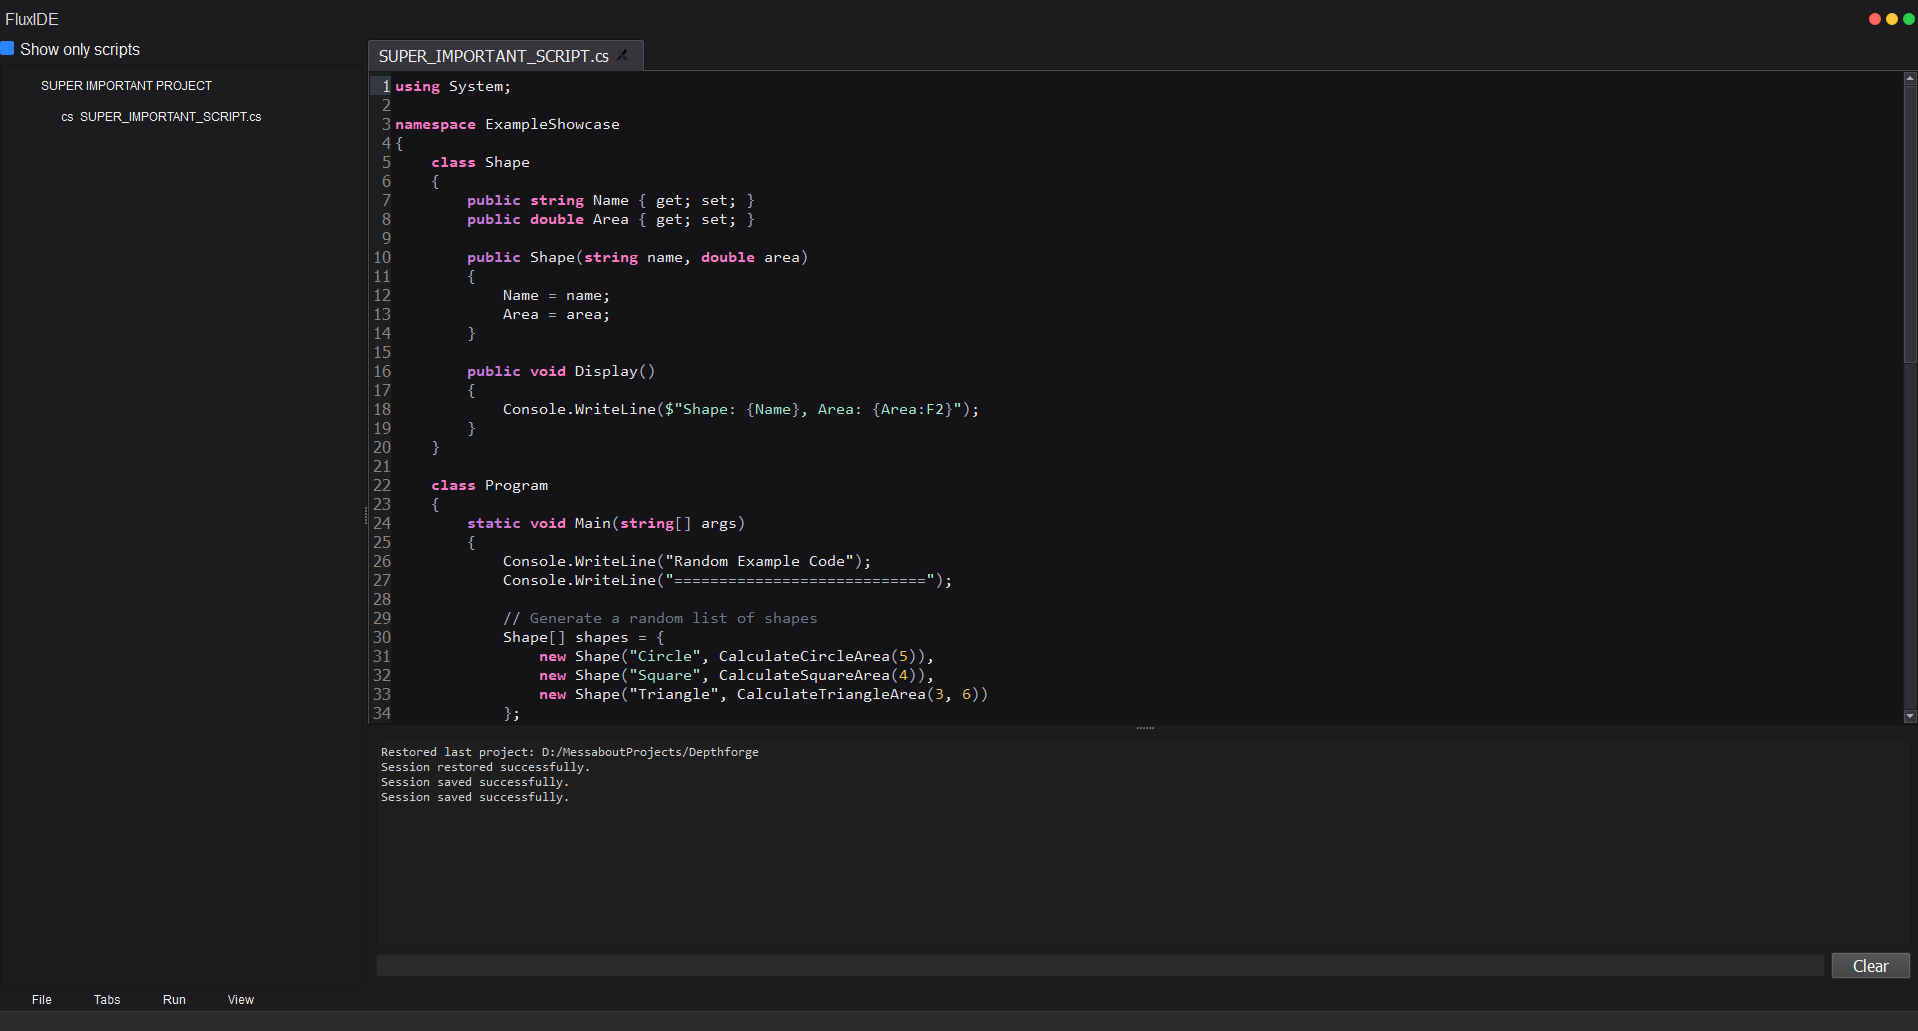 FluxIDE
Show only scripts
SUPER IMPORTANT PROJECT
cs SUPER_IMPORTANT_SCRIPT.cs
SUPER_IMPORTANT_SCRIPT.cs
1 using System;
2
3 namespace ExampleShowcase
4 {
5     class Shape
6     {
7         public string Name { get; set; }
8         public double Area { get; set; }
9
10         public Shape(string name, double area)
11         {
12             Name = name;
13             Area = area;
14         }
15
16         public void Display()
17         {
18             Console.WriteLine($"Shape: {Name}, Area: {Area:F2}");
19         }
20     }
21
22     class Program
23     {
24         static void Main(string[] args)
25         {
26             Console.WriteLine("Random Example Code");
27             Console.WriteLine("============================");
28
29             // Generate a random list of shapes
30             Shape[] shapes = {
31                 new Shape("Circle", CalculateCircleArea(5)),
32                 new Shape("Square", CalculateSquareArea(4)),
33                 new Shape("Triangle", CalculateTriangleArea(3, 6))
34             };
Restored last project: D:/MessaboutProjects/Depthforge
Session restored successfully.
Session saved successfully.
Session saved successfully.
Clear
File Tabs Run View